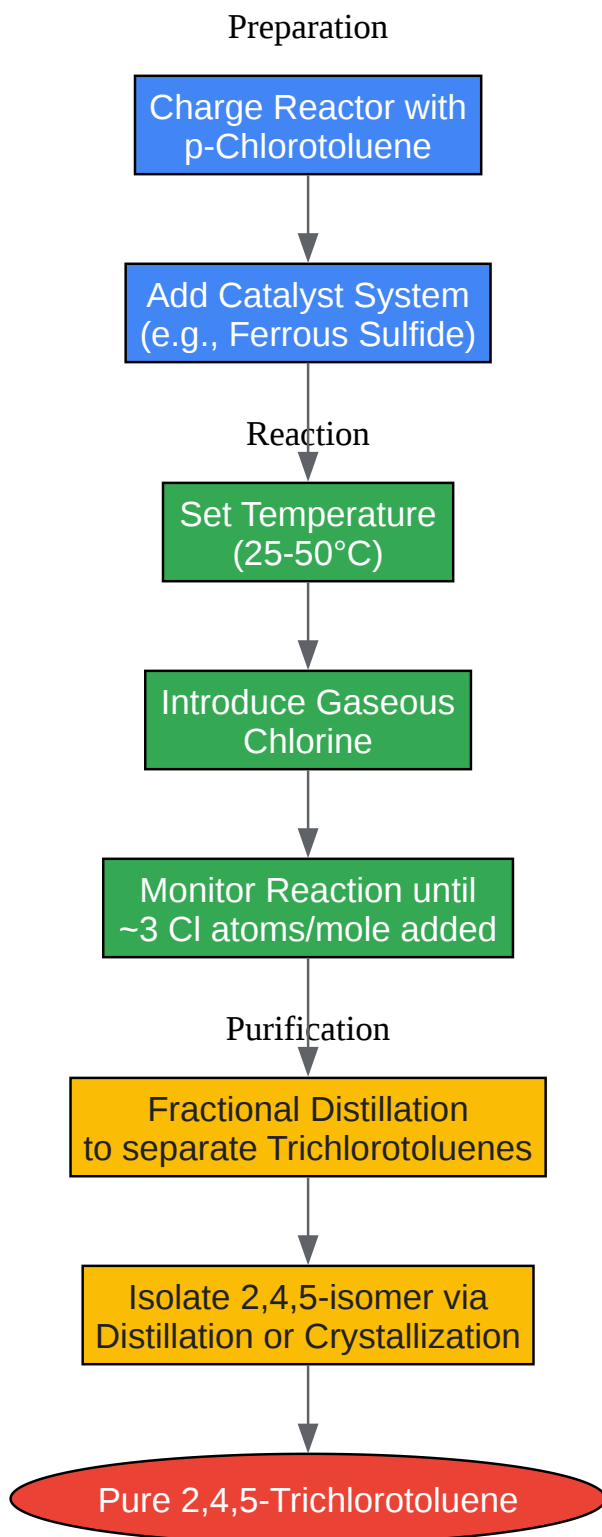 Preparation
Charge Reactor with
p-Chlorotoluene
Add Catalyst System
(e.g., Ferrous Sulfide)
Reaction
Set Temperature
(25-50°C)
Introduce Gaseous
Chlorine
Monitor Reaction until
~3 Cl atoms/mole added
Purification
Fractional Distillation
to separate Trichlorotoluenes
Isolate 2,4,5-isomer via
Distillation or Crystallization
Pure 2,4,5-Trichlorotoluene